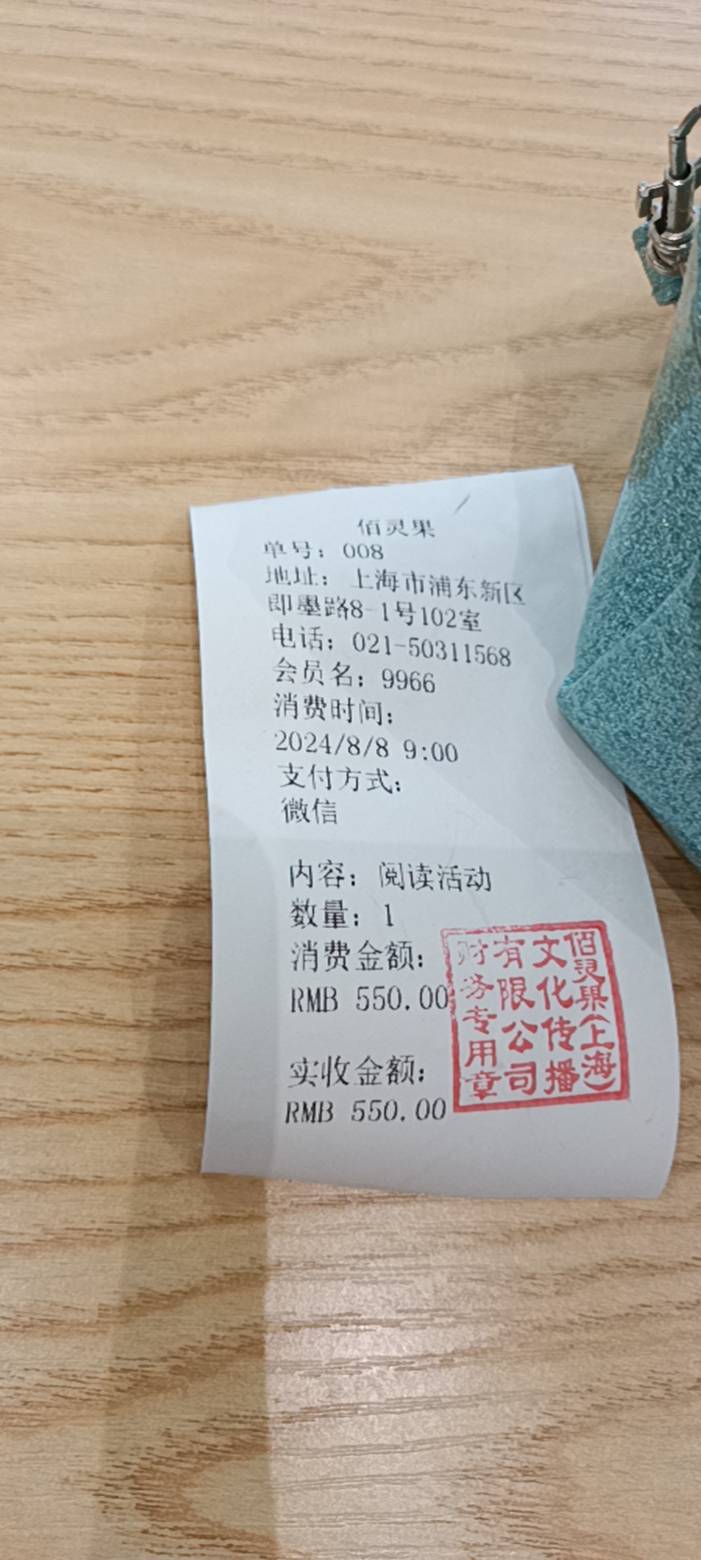 佰灵果
单号：008
地址：上海市浦东新区
即墨路8-1号102室
电话：021-50311568
会员名：9966
消费时间：
2024/8/8 9:00
支付方式：
微信
内容：阅读活动
数量：1
消费金额：
RMB 550.00
实收金额：
RMB 550.00
佰灵果（上海）
文化传播
有限公司
财务专用章